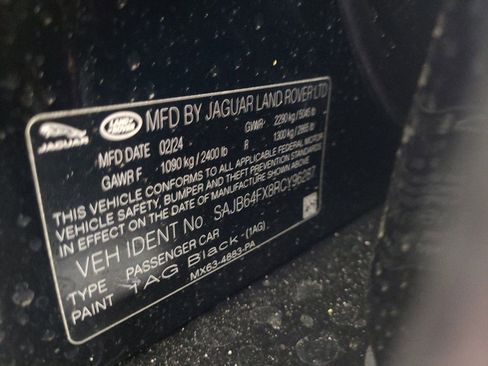 JAGUAR LAND ROVER MFD BY JAGUAR LAND ROVER LTD
MFD DATE 02/24 GVWR 2290 kg / 5045 lb
GAWR F. 1090 kg / 2400 lb R 1300 kg / 2865 lb
THIS VEHICLE CONFORMS TO ALL APPLICABLE FEDERAL MOTOR
VEHICLE SAFETY, BUMPER AND THEFT PREVENTION STANDARDS
IN EFFECT ON THE DATE OF MANUFACTURE SHOWN ABOVE
VEH IDENT No SAJB64FX8RCY96287
TYPE PASSENGER CAR
PAINT TAG Black-(1AG)
MX63-4883-PA